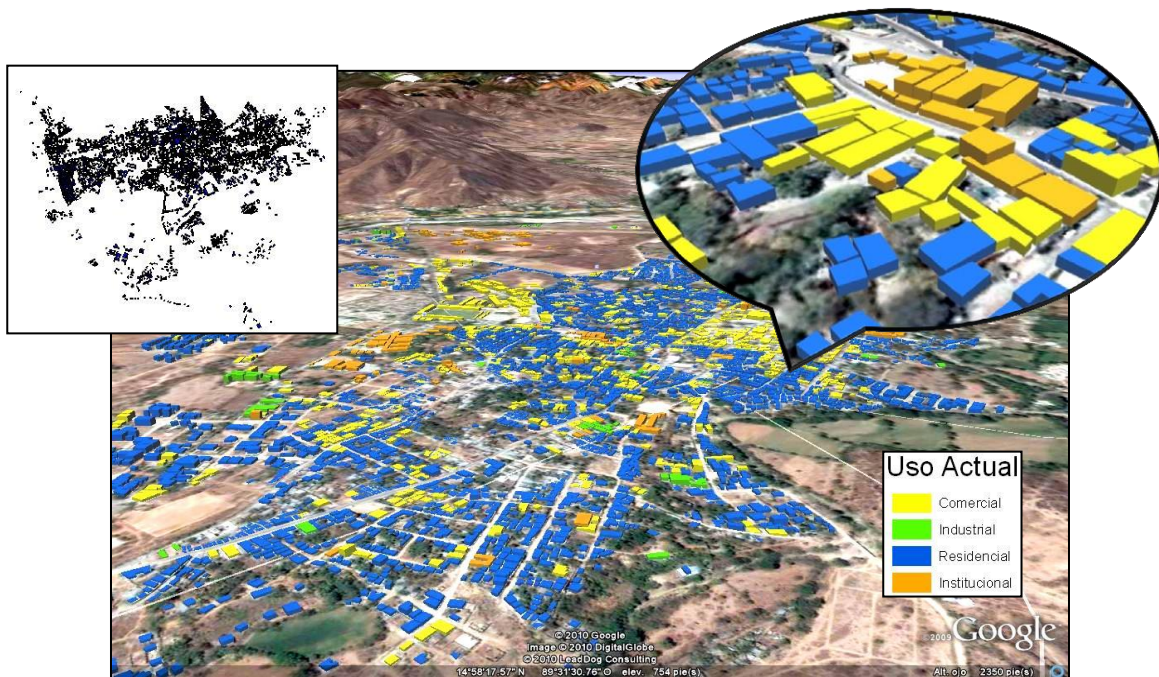 Uso Actual
Comercial
Industrial
Residencial
Institucional
©2009 Google
© 2010 Google
Image © 2010 DigitalGlobe
© 2010 LeadDog Consulting
14°58'17.57" N 89°31'30.76" O elev. 754 pie(s) Alt. ojo 2350 pie(s)